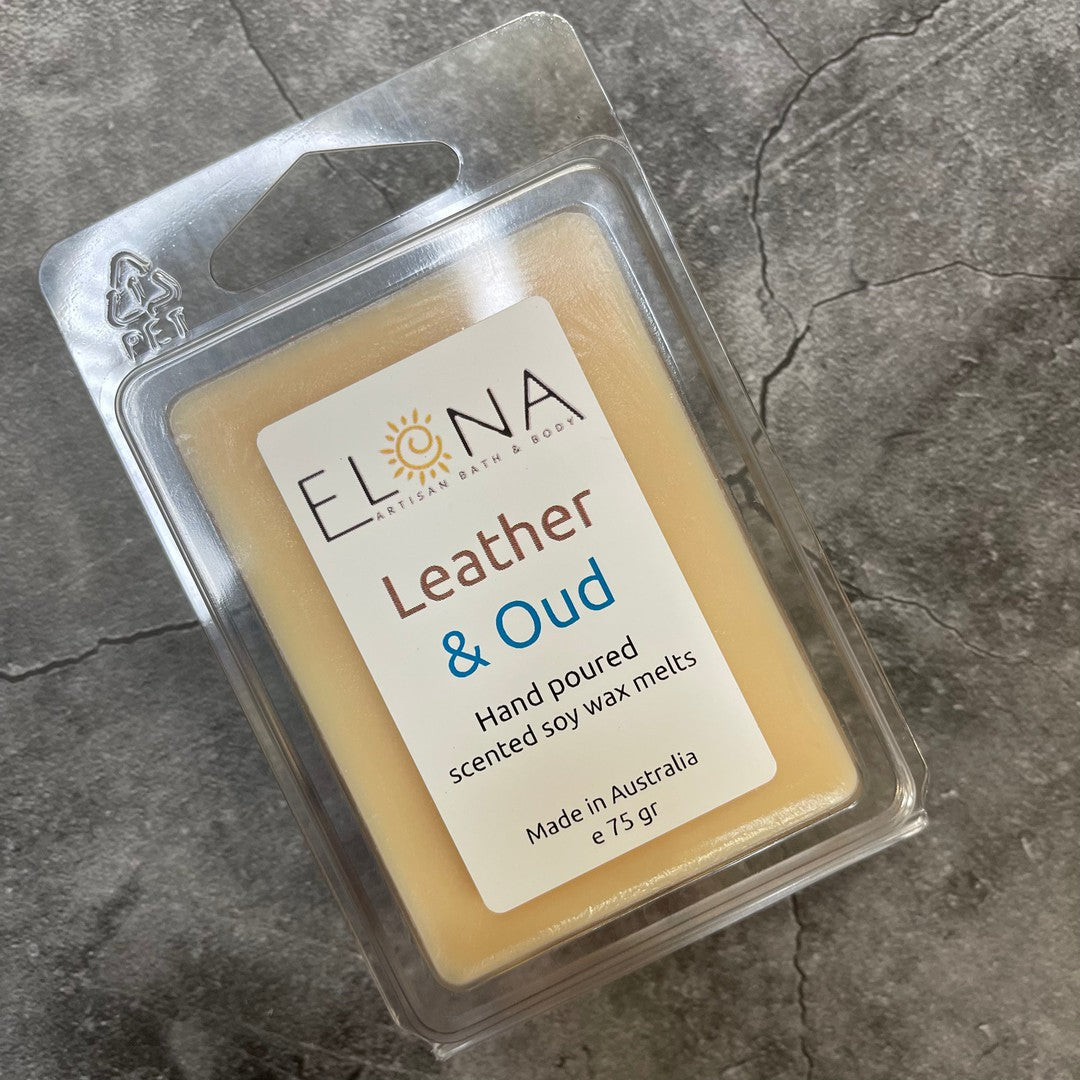 PET
ELONA
ARTISAN BATH & BODY
Leather
& Oud
Hand poured
scented soy wax melts
Made in Australia
e 75 gr